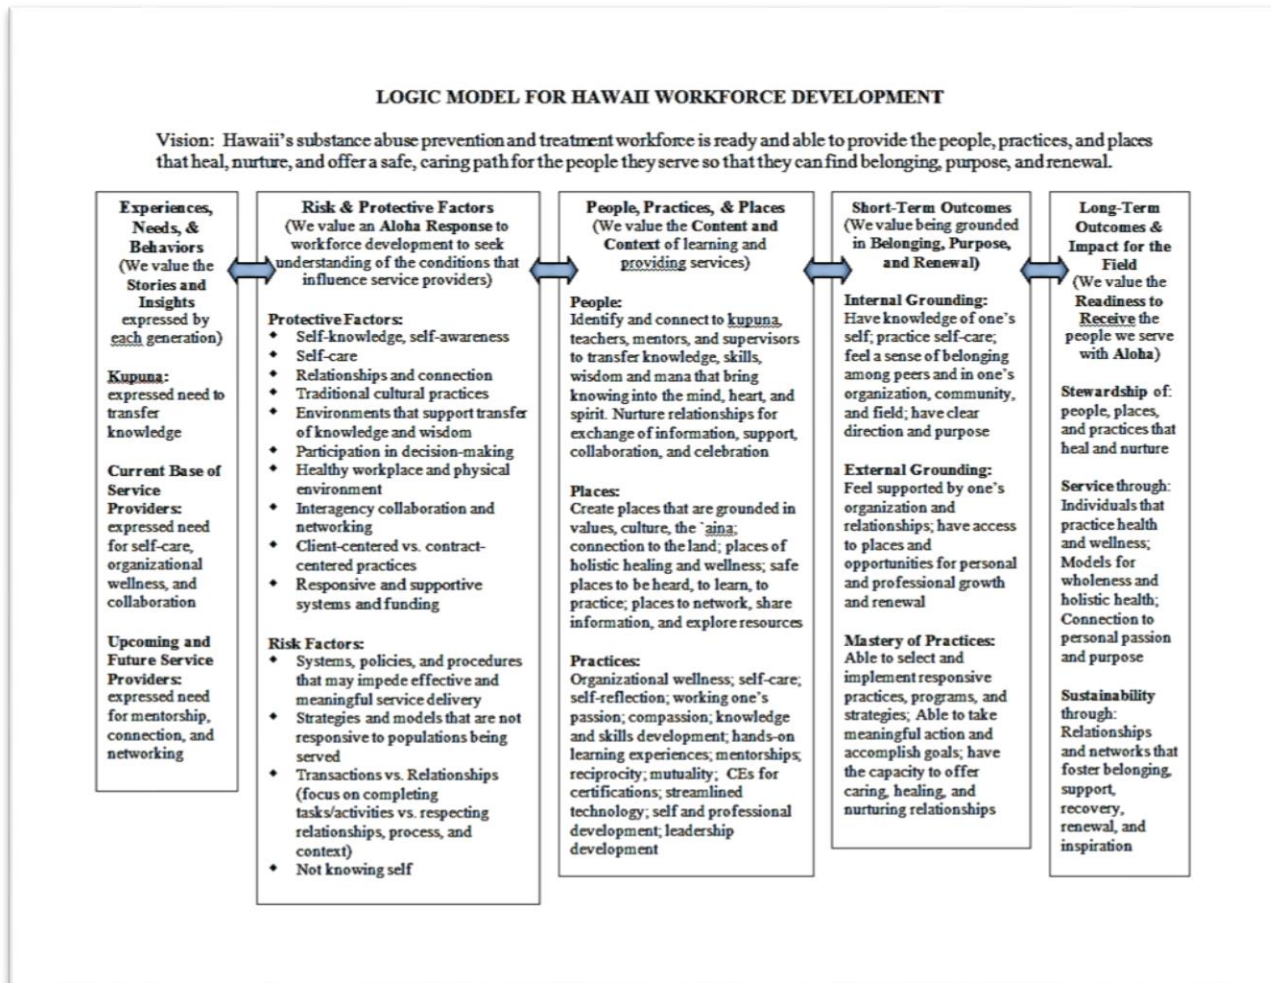 LOGIC MODEL FOR HAWAII WORKFORCE DEVELOPMENT
Vision: Hawaii's substance abuse prevention and treatment workforce is ready and able to provide the people, practices, and places
that heal, nurture, and offer a safe, caring path for the people they serve so that they can find belonging, purpose, and renewal.
Experiences,
Needs, &
Behaviors
(We value the
Stories and
Insights
expressed by
each generation)
Kupuna:
expressed need to
transfer
knowledge
Current Base of
Service
Providers:
expressed need
for self-care,
organizational
wellness, and
collaboration
Upcoming and
Future Service
Providers:
expressed need
for mentorship,
connection, and
networking
Risk & Protective Factors
(We value an Aloha Response to
workforce development to seek
understanding of the conditions that
influence service providers)
Protective Factors:
◆ Self-knowledge, self-awareness
◆ Self-care
◆ Relationships and connection
◆ Traditional cultural practices
◆ Environments that support transfer
of knowledge and wisdom
◆ Participation in decision-making
◆ Healthy workplace and physical
environment
◆ Interagency collaboration and
networking
◆ Client-centered vs. contract-
centered practices
◆ Responsive and supportive
systems and funding
Risk Factors:
◆ Systems, policies, and procedures
that may impede effective and
meaningful service delivery
◆ Strategies and models that are not
responsive to populations being
served
◆ Transactions vs. Relationships
(focus on completing
tasks/activities vs. respecting
relationships, process, and
context)
◆ Not knowing self
People, Practices, & Places
(We value the Content and
Context of learning and
providing services)
People:
Identify and connect to kupuna,
teachers, mentors, and supervisors
to transfer knowledge, skills,
wisdom and mana that bring
knowing into the mind, heart, and
spirit. Nurture relationships for
exchange of information, support,
collaboration, and celebration
Places:
Create places that are grounded in
values, culture, the `aina;
connection to the land; places of
holistic healing and wellness; safe
places to be heard, to learn, to
practice; places to network, share
information, and explore resources
Practices:
Organizational wellness; self-care;
self-reflection; working one's
passion; compassion; knowledge
and skills development; hands-on
learning experiences; mentorships;
reciprocity; mutuality; CEs for
certifications; streamlined
technology; self and professional
development; leadership
development
Short-Term Outcomes
(We value being grounded
in Belonging, Purpose,
and Renewal)
Internal Grounding:
Have knowledge of one's
self; practice self-care;
feel a sense of belonging
among peers and in one's
organization, community,
and field; have clear
direction and purpose
External Grounding:
Feel supported by one's
organization and
relationships; have access
to places and
opportunities for personal
and professional growth
and renewal
Mastery of Practices:
Able to select and
implement responsive
practices, programs, and
strategies; Able to take
meaningful action and
accomplish goals; have
the capacity to offer
caring, healing, and
nurturing relationships
Long-Term
Outcomes &
Impact for the
Field
(We value the
Readiness to
Receive the
people we serve
with Aloha)
Stewardship of:
people, places,
and practices that
heal and nurture
Service through:
Individuals that
practice health
and wellness;
Models for
wholeness and
holistic health;
Connection to
personal passion
and purpose
Sustainability
through:
Relationships
and networks that
foster belonging,
support,
recovery,
renewal, and
inspiration